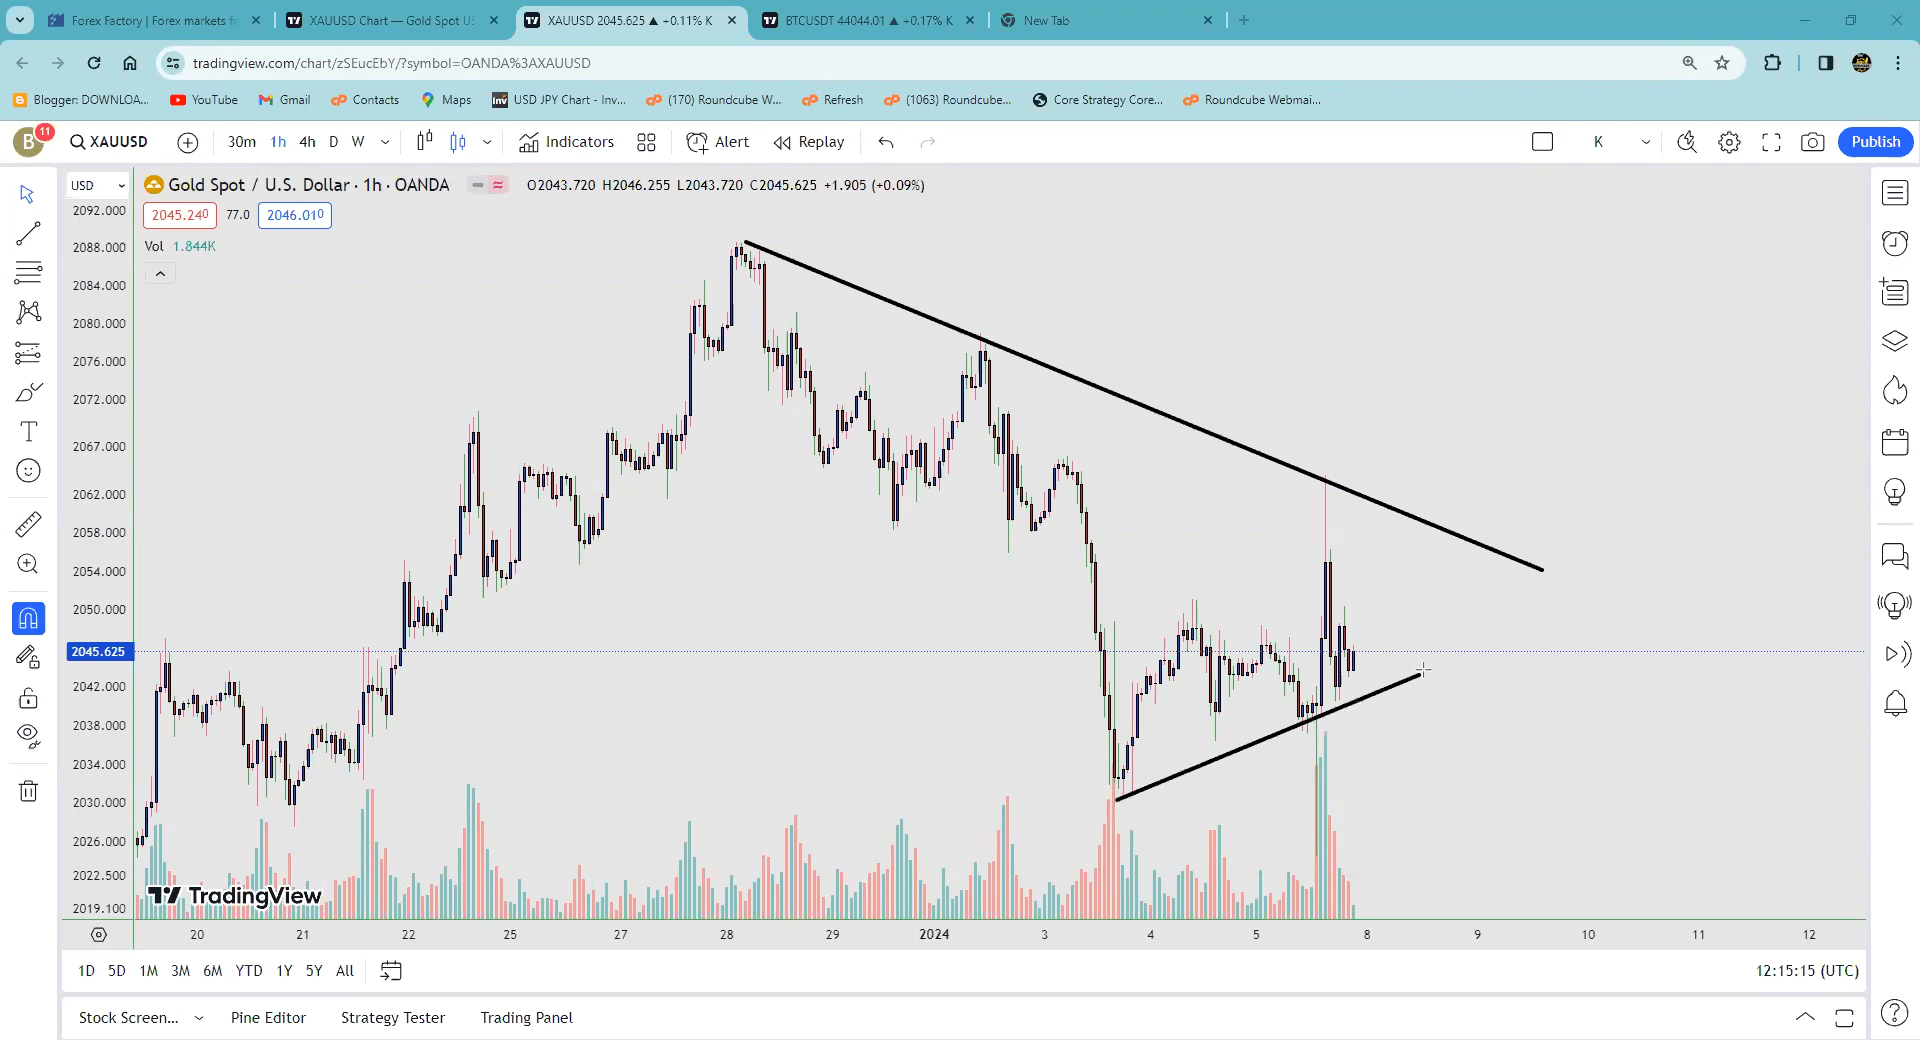 Forex Factory | Forex markets fo
XAUUSD Chart — Gold Spot US
XAUUSD 2045.625 ▲ +0.11% K
BTCUSDT 44044.01 ▲ +0.17% K
New Tab
tradingview.com/chart/zSEucEbY/?symbol=OANDA%3AXAUUSD
Blogger: DOWNLOA...
YouTube
Gmail
Contacts
Maps
Inv
USD JPY Chart - Inv...
(170) Roundcube W...
Refresh
(1063) Roundcube...
Core Strategy Core...
Roundcube Webmai...
B
11
XAUUSD
30m
1h
4h
D
W
Indicators
Alert
Replay
K
Publish
USD
Gold Spot / U.S. Dollar · 1h · OANDA
O2043.720 H2046.255 L2043.720 C2045.625 +1.905 (+0.09%)
2045.240
77.0
2046.010
Vol 1.844K
2092.000
2088.000
2084.000
2080.000
2076.000
2072.000
2067.000
2062.000
2058.000
2054.000
2050.000
2045.625
2042.000
2038.000
2034.000
2030.000
2026.000
2022.500
2019.100
TradingView
20
21
22
25
27
28
29
2024
3
4
5
8
9
10
11
12
1D
5D
1M
3M
6M
YTD
1Y
5Y
All
12:15:15 (UTC)
Stock Screen...
Pine Editor
Strategy Tester
Trading Panel